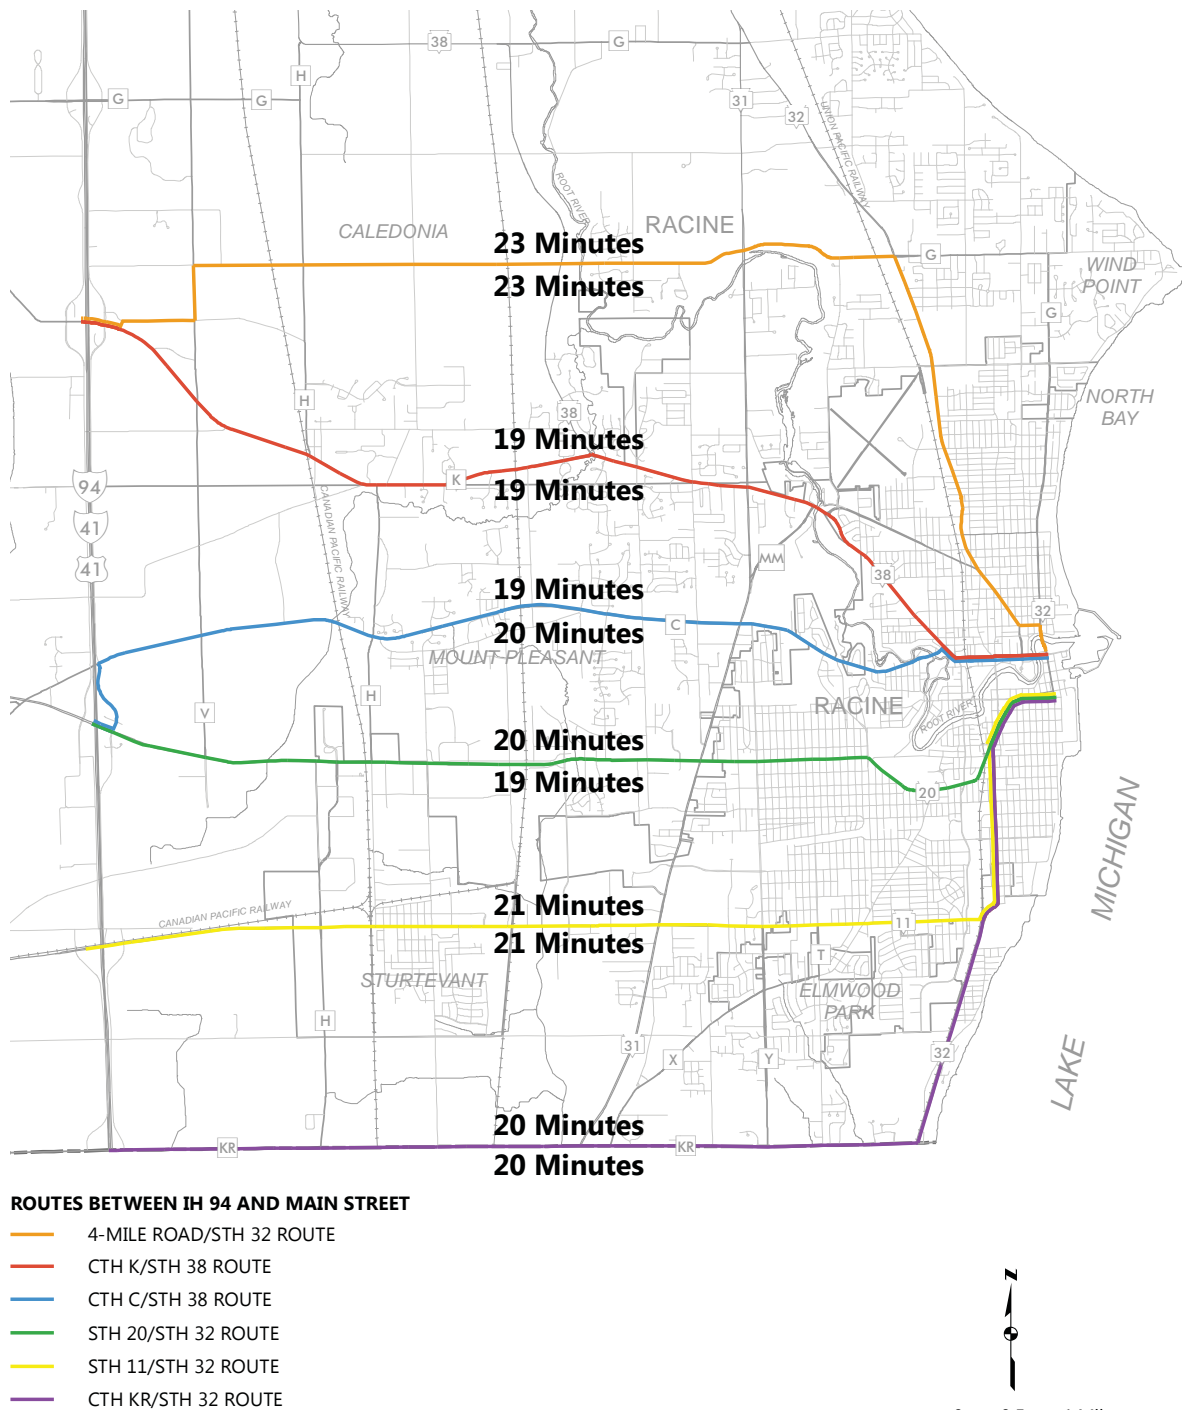 38
G
H
G
G
31
32
UNION PACIFIC RAILWAY
ROOT RIVER
CALEDONIA
RACINE
23 Minutes
23 Minutes
G
WIND
POINT
G
H
38
NORTH
BAY
19 Minutes
K
19 Minutes
94
41
41
CANADIAN PACIFIC RAILWAY
MM
38
19 Minutes
32
C
20 Minutes
MOUNT PLEASANT
H
V
RACINE
ROOT RIVER
20 Minutes
19 Minutes
20
MICHIGAN
21 Minutes
CANADIAN PACIFIC RAILWAY
11
21 Minutes
T
STURTEVANT
ELMWOOD
PARK
H
31
X
Y
32
LAKE
20 Minutes
KR
KR
20 Minutes
ROUTES BETWEEN IH 94 AND MAIN STREET
4-MILE ROAD/STH 32 ROUTE
CTH K/STH 38 ROUTE
CTH C/STH 38 ROUTE
STH 20/STH 32 ROUTE
STH 11/STH 32 ROUTE
CTH KR/STH 32 ROUTE
N